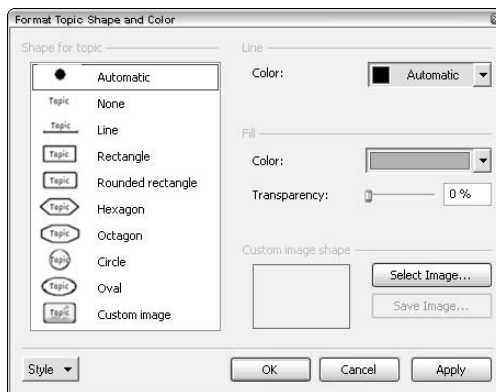 Format Topic Shape and Color
Shape for topic
Automatic
Topic None
Topic Line
Topic Rectangle
Topic Rounded rectangle
Topic Hexagon
Topic Octagon
Topic Circle
Topic Oval
Topic Custom image
Line
Color: Automatic
Fill
Color:
Transparency: 0 %
Custom image shape
Select Image...
Save Image...
Style OK Cancel Apply